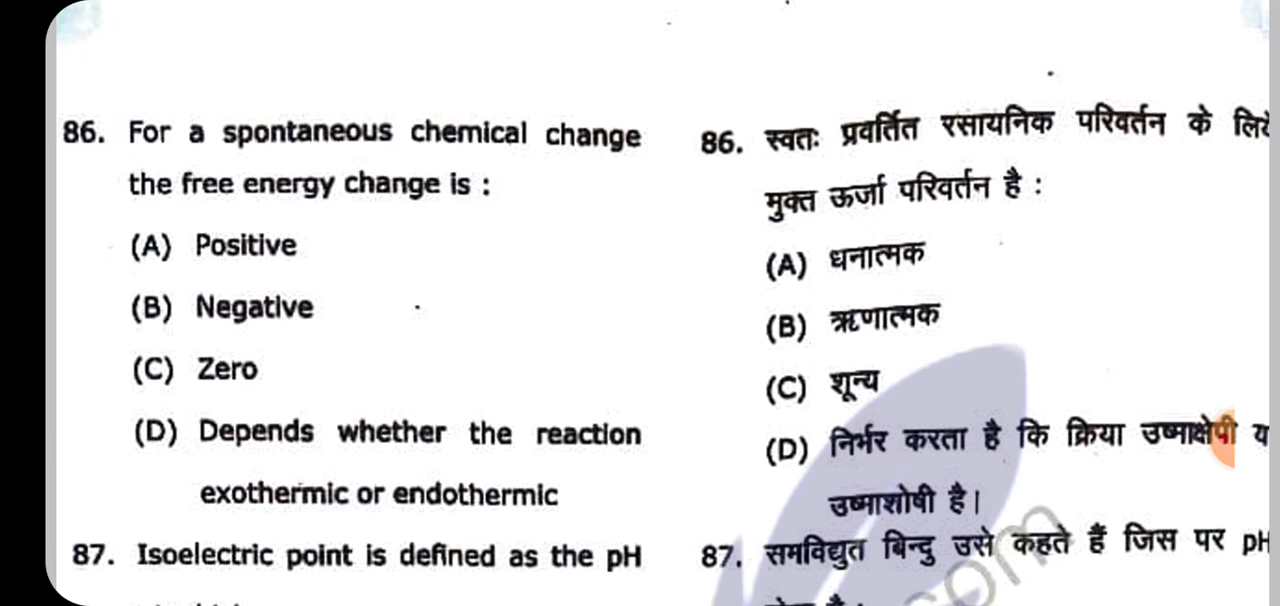 86. For a spontaneous chemical change
the free energy change is :
(A) Positive
(B) Negative
(C) Zero
(D) Depends whether the reaction
exothermic or endothermic
87. Isoelectric point is defined as the pH
86. स्वतः प्रवर्तित रसायनिक परिवर्तन के लिये
मुक्त ऊर्जा परिवर्तन है :
(A) धनात्मक
(B) ऋणात्मक
(C) शून्य
(D) निर्भर करता है कि क्रिया उष्माक्षेपी
उष्माशोषी है।
87. समविद्युत बिन्दु उसे कहते हैं जिस पर pH
com